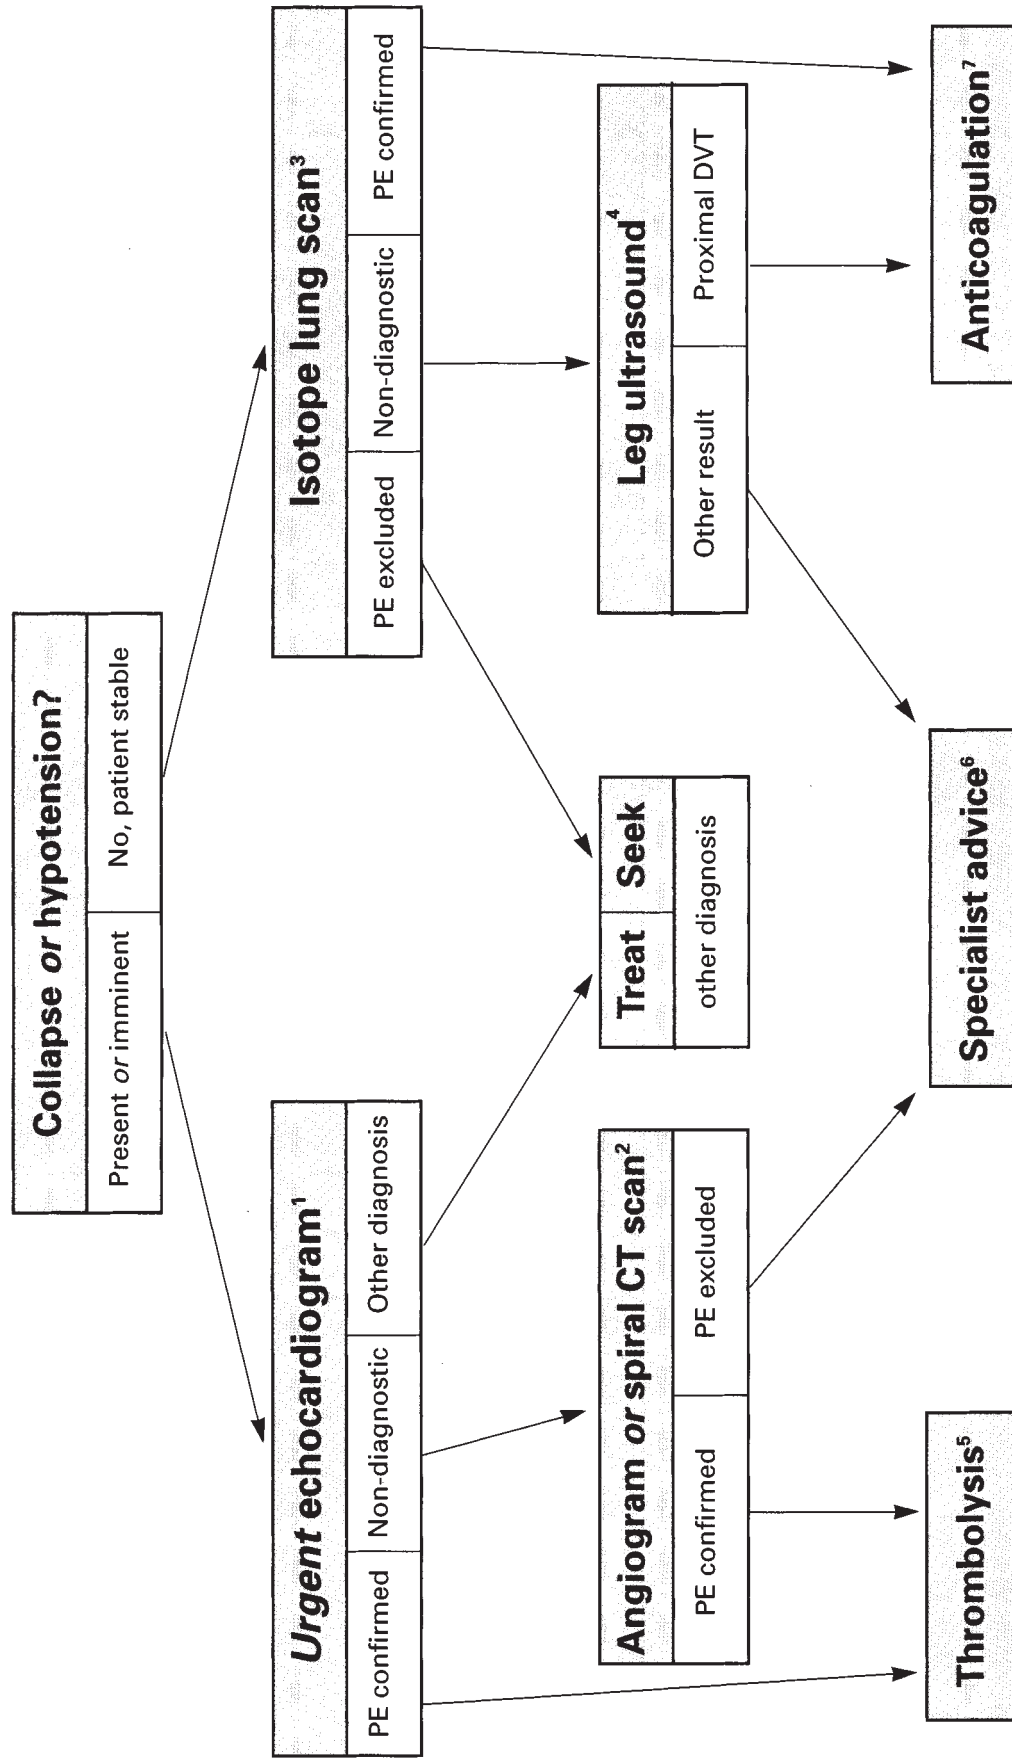 Collapse or hypotension?
Present or imminent
No, patient stable
Urgent echocardiogram¹
PE confirmed
Non-diagnostic
Other diagnosis
Isotope lung scan³
PE excluded
Non-diagnostic
PE confirmed
Angiogram or spiral CT scan²
PE confirmed
PE excluded
Treat
Seek
other diagnosis
Leg ultrasound⁴
Other result
Proximal DVT
Thrombolysis⁵
Specialist advice⁶
Anticoagulation⁷